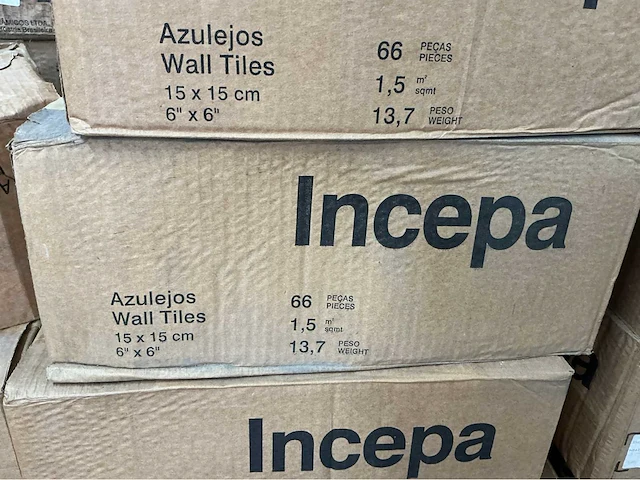 AMIGOS LTDA.
Azulejos
Wall Tiles
15 x 15 cm
6" x 6"
66 PEÇAS PIECES
1,5 m² sqmt
13,7 PESO WEIGHT
Incepa
Azulejos
Wall Tiles
15 x 15 cm
6" x 6"
66 PEÇAS PIECES
1,5 m² sqmt
13,7 PESO WEIGHT
Incepa